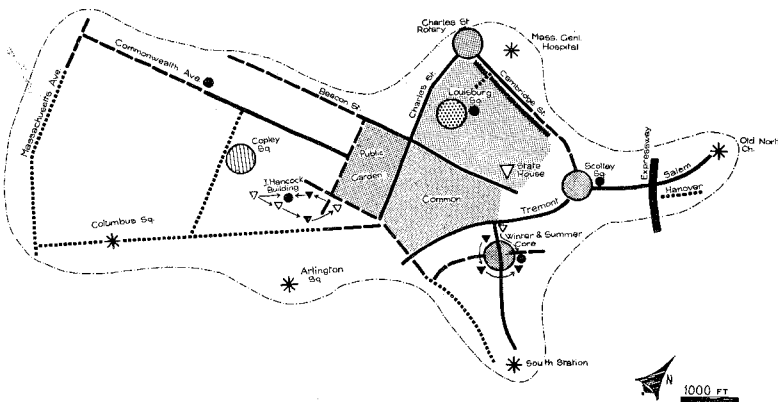 Charles St.
Rotary
Mass. Genl.
Hospital
Massachusetts Ave.
Commonwealth Ave.
Beacon St.
Charles St.
Cambridge St.
Louisburg
Sq
Copley
Sq
Public
Garden
State
House
Scolley
Sq
Expressway
Salem
Old North
Ch.
Hanover
J. Hancock
Building
Common
Tremont
Columbus Sq
Winter & Summer
Core
Arlington
Sq
South Station
N
1000 FT